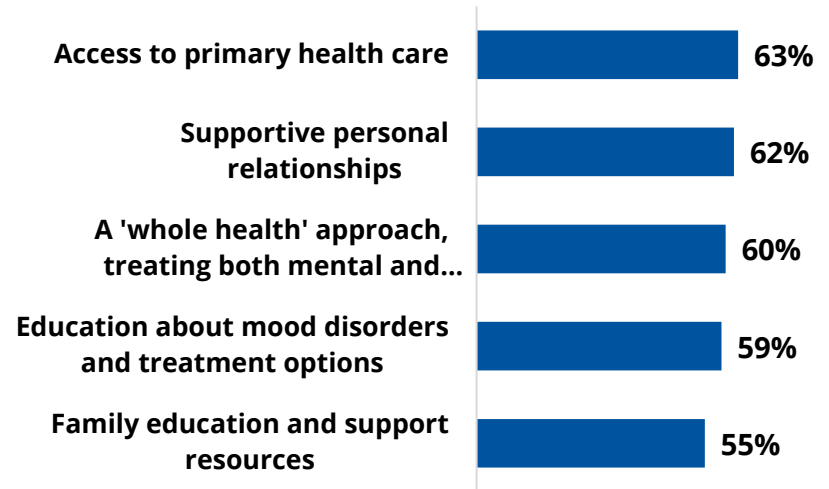 Access to primary health care
63%
Supportive personal
relationships
62%
A 'whole health' approach,
treating both mental and...
60%
Education about mood disorders
and treatment options
59%
Family education and support
resources
55%